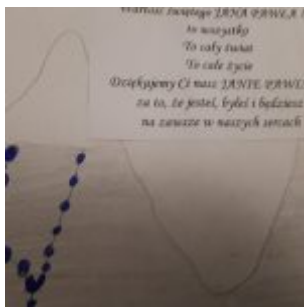 Wartość świętego JANA PAWŁA
to wszystko
To cały świat
To całe życie
Dziękujemy Ci nasz JANIE PAWLE
za to, że jesteś, byłeś i będziesz
na zawsze w naszych sercach